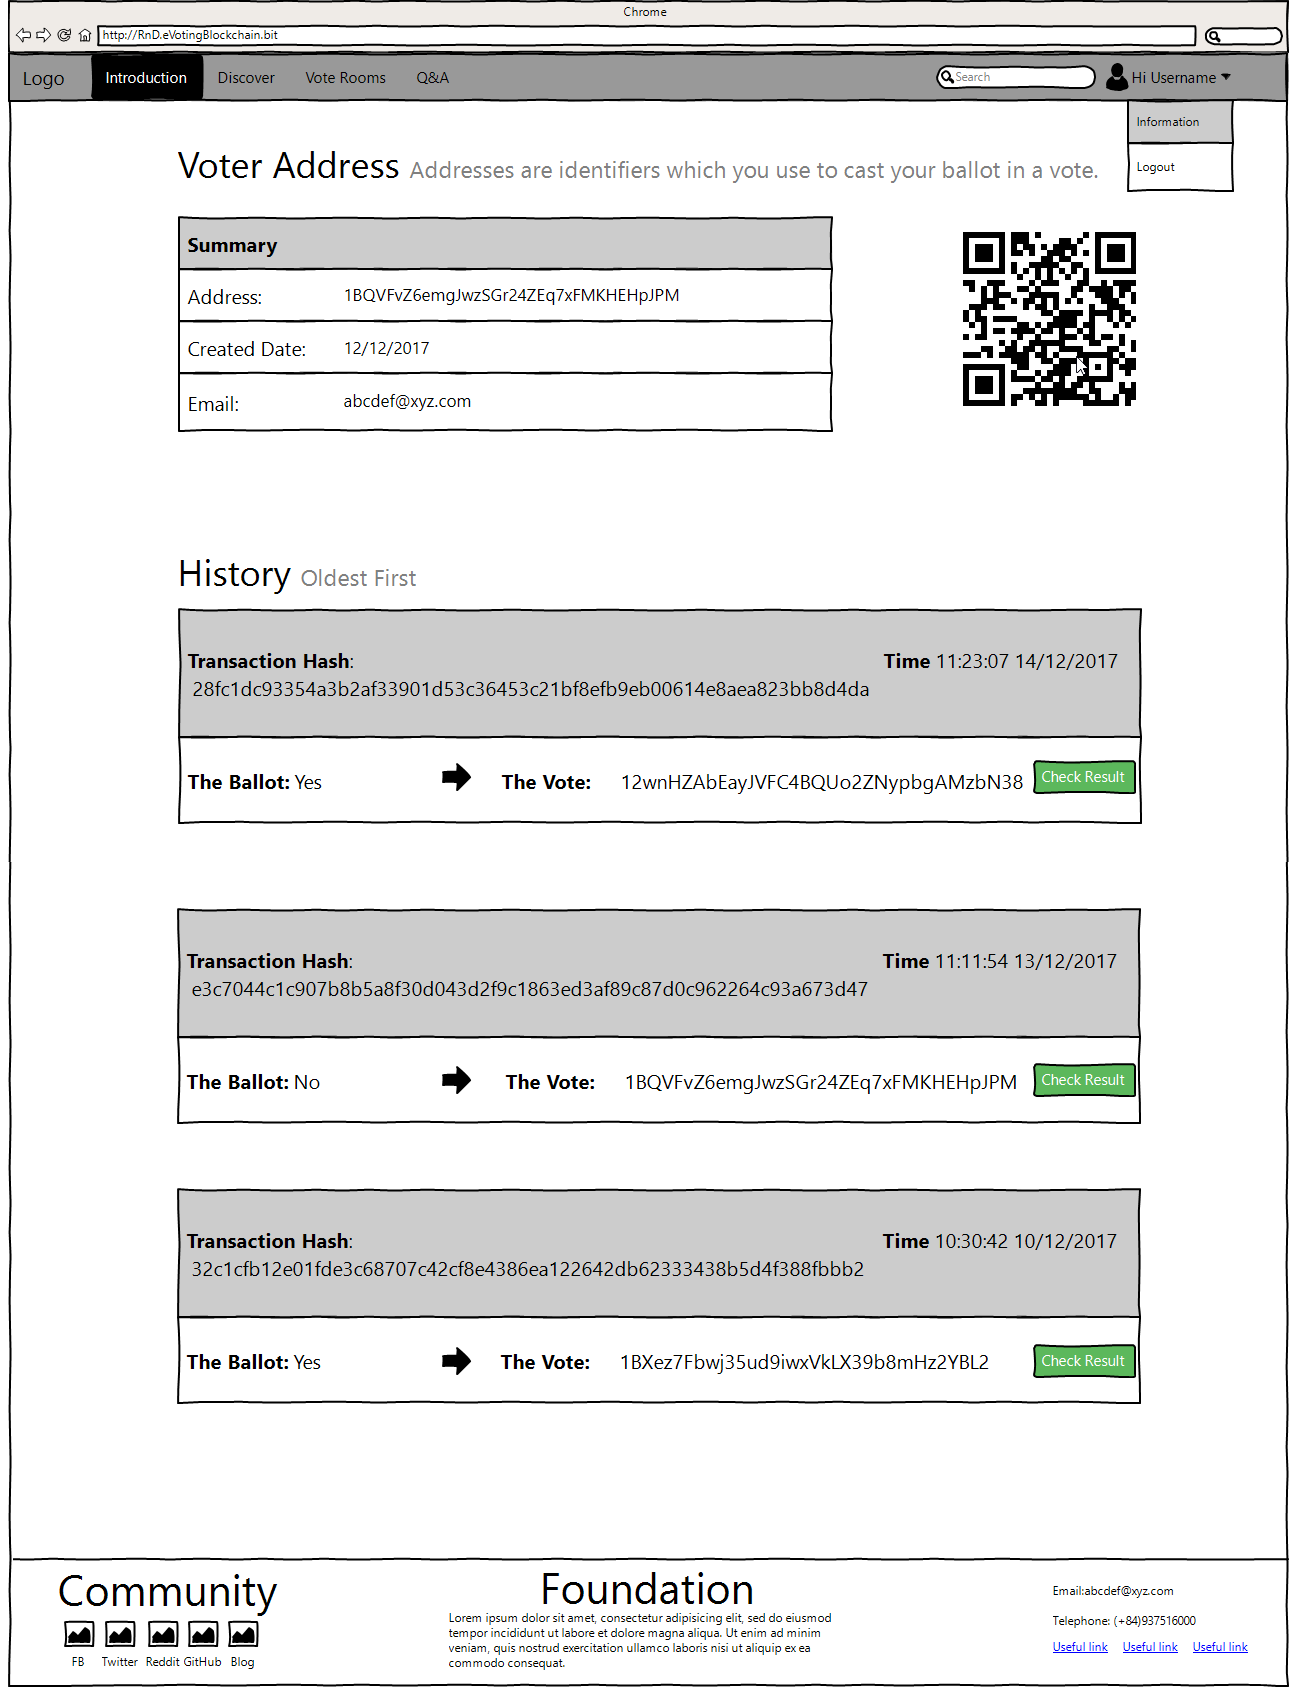 Chrome
http://RnD.eVotingBlockchain.bit
Logo Introduction Discover Vote Rooms Q&A Search Hi Username
Information
Logout
Voter Address Addresses are identifiers which you use to cast your ballot in a vote.
Summary
Address: 1BQVFvZ6emgJwzSGr24ZEq7xFMKHEHpJPM
Created Date: 12/12/2017
Email: abcdef@xyz.com
History Oldest First
Transaction Hash: Time 11:23:07 14/12/2017
28fc1dc93354a3b2af33901d53c36453c21bf8efb9eb00614e8aea823bb8d4da
The Ballot: Yes The Vote: 12wnHZAbEayJVFC4BQUo2ZNypbgAMzbN38 Check Result
Transaction Hash: Time 11:11:54 13/12/2017
e3c7044c1c907b8b5a8f30d043d2f9c1863ed3af89c87d0c962264c93a673d47
The Ballot: No The Vote: 1BQVFvZ6emgJwzSGr24ZEq7xFMKHEHpJPM Check Result
Transaction Hash: Time 10:30:42 10/12/2017
32c1cfb12e01fde3c68707c42cf8e4386ea122642db62333438b5d4f388fbbb2
The Ballot: Yes The Vote: 1BXez7Fbwj35ud9iwxVkLX39b8mHz2YBL2 Check Result
Community
FB Twitter Reddit GitHub Blog
Foundation
Lorem ipsum dolor sit amet, consectetur adipisicing elit, sed do eiusmod
tempor incididunt ut labore et dolore magna aliqua. Ut enim ad minim
veniam, quis nostrud exercitation ullamco laboris nisi ut aliquip ex ea
commodo consequat.
Email:abcdef@xyz.com
Telephone: (+84)937516000
Useful link Useful link Useful link